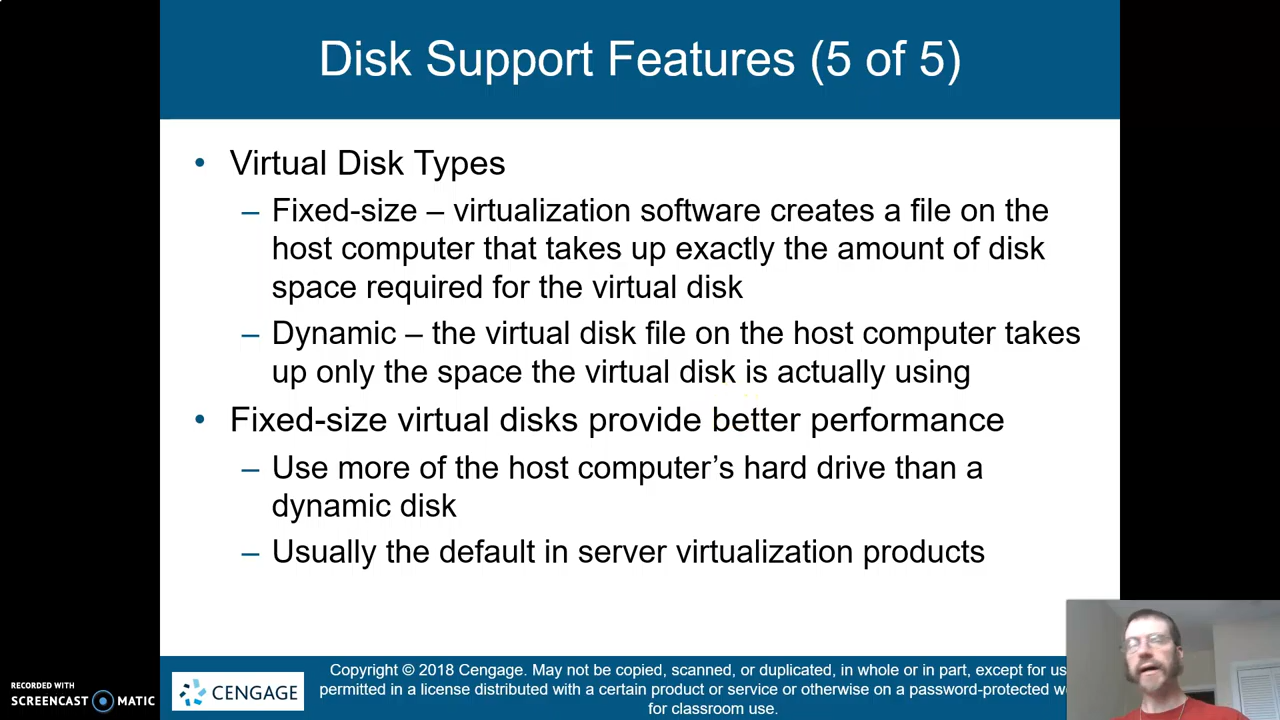 Disk Support Features (5 of 5)
• Virtual Disk Types
– Fixed-size – virtualization software creates a file on the
host computer that takes up exactly the amount of disk
space required for the virtual disk
– Dynamic – the virtual disk file on the host computer takes
up only the space the virtual disk is actually using
• Fixed-size virtual disks provide better performance
– Use more of the host computer’s hard drive than a
dynamic disk
– Usually the default in server virtualization products
RECORDED WITH
SCREENCAST MATIC
CENGAGE
Copyright © 2018 Cengage. May not be copied, scanned, or duplicated, in whole or in part, except for us
permitted in a license distributed with a certain product or service or otherwise on a password-protected w
for classroom use.